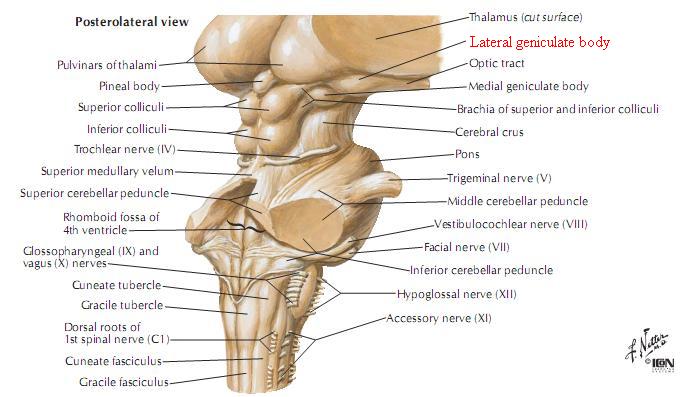 Posterolateral view
Pulvinars of thalami
Pineal body
Superior colliculi
Inferior colliculi
Trochlear nerve (IV)
Superior medullary velum
Superior cerebellar peduncle
Rhomboid fossa of
4th ventricle
Glossopharyngeal (IX) and
vagus (X) nerves
Cuneate tubercle
Gracile tubercle
Dorsal roots of
1st spinal nerve (C1)
Cuneate fasciculus
Gracile fasciculus
Thalamus (cut surface)
Lateral geniculate body
Optic tract
Medial geniculate body
Brachia of superior and inferior colliculi
Cerebral crus
Pons
Trigeminal nerve (V)
Middle cerebellar peduncle
Vestibulocochlear nerve (VIII)
Facial nerve (VII)
Inferior cerebellar peduncle
Hypoglossal nerve (XII)
Accessory nerve (XI)
F. Netter
M.D.
© ICON